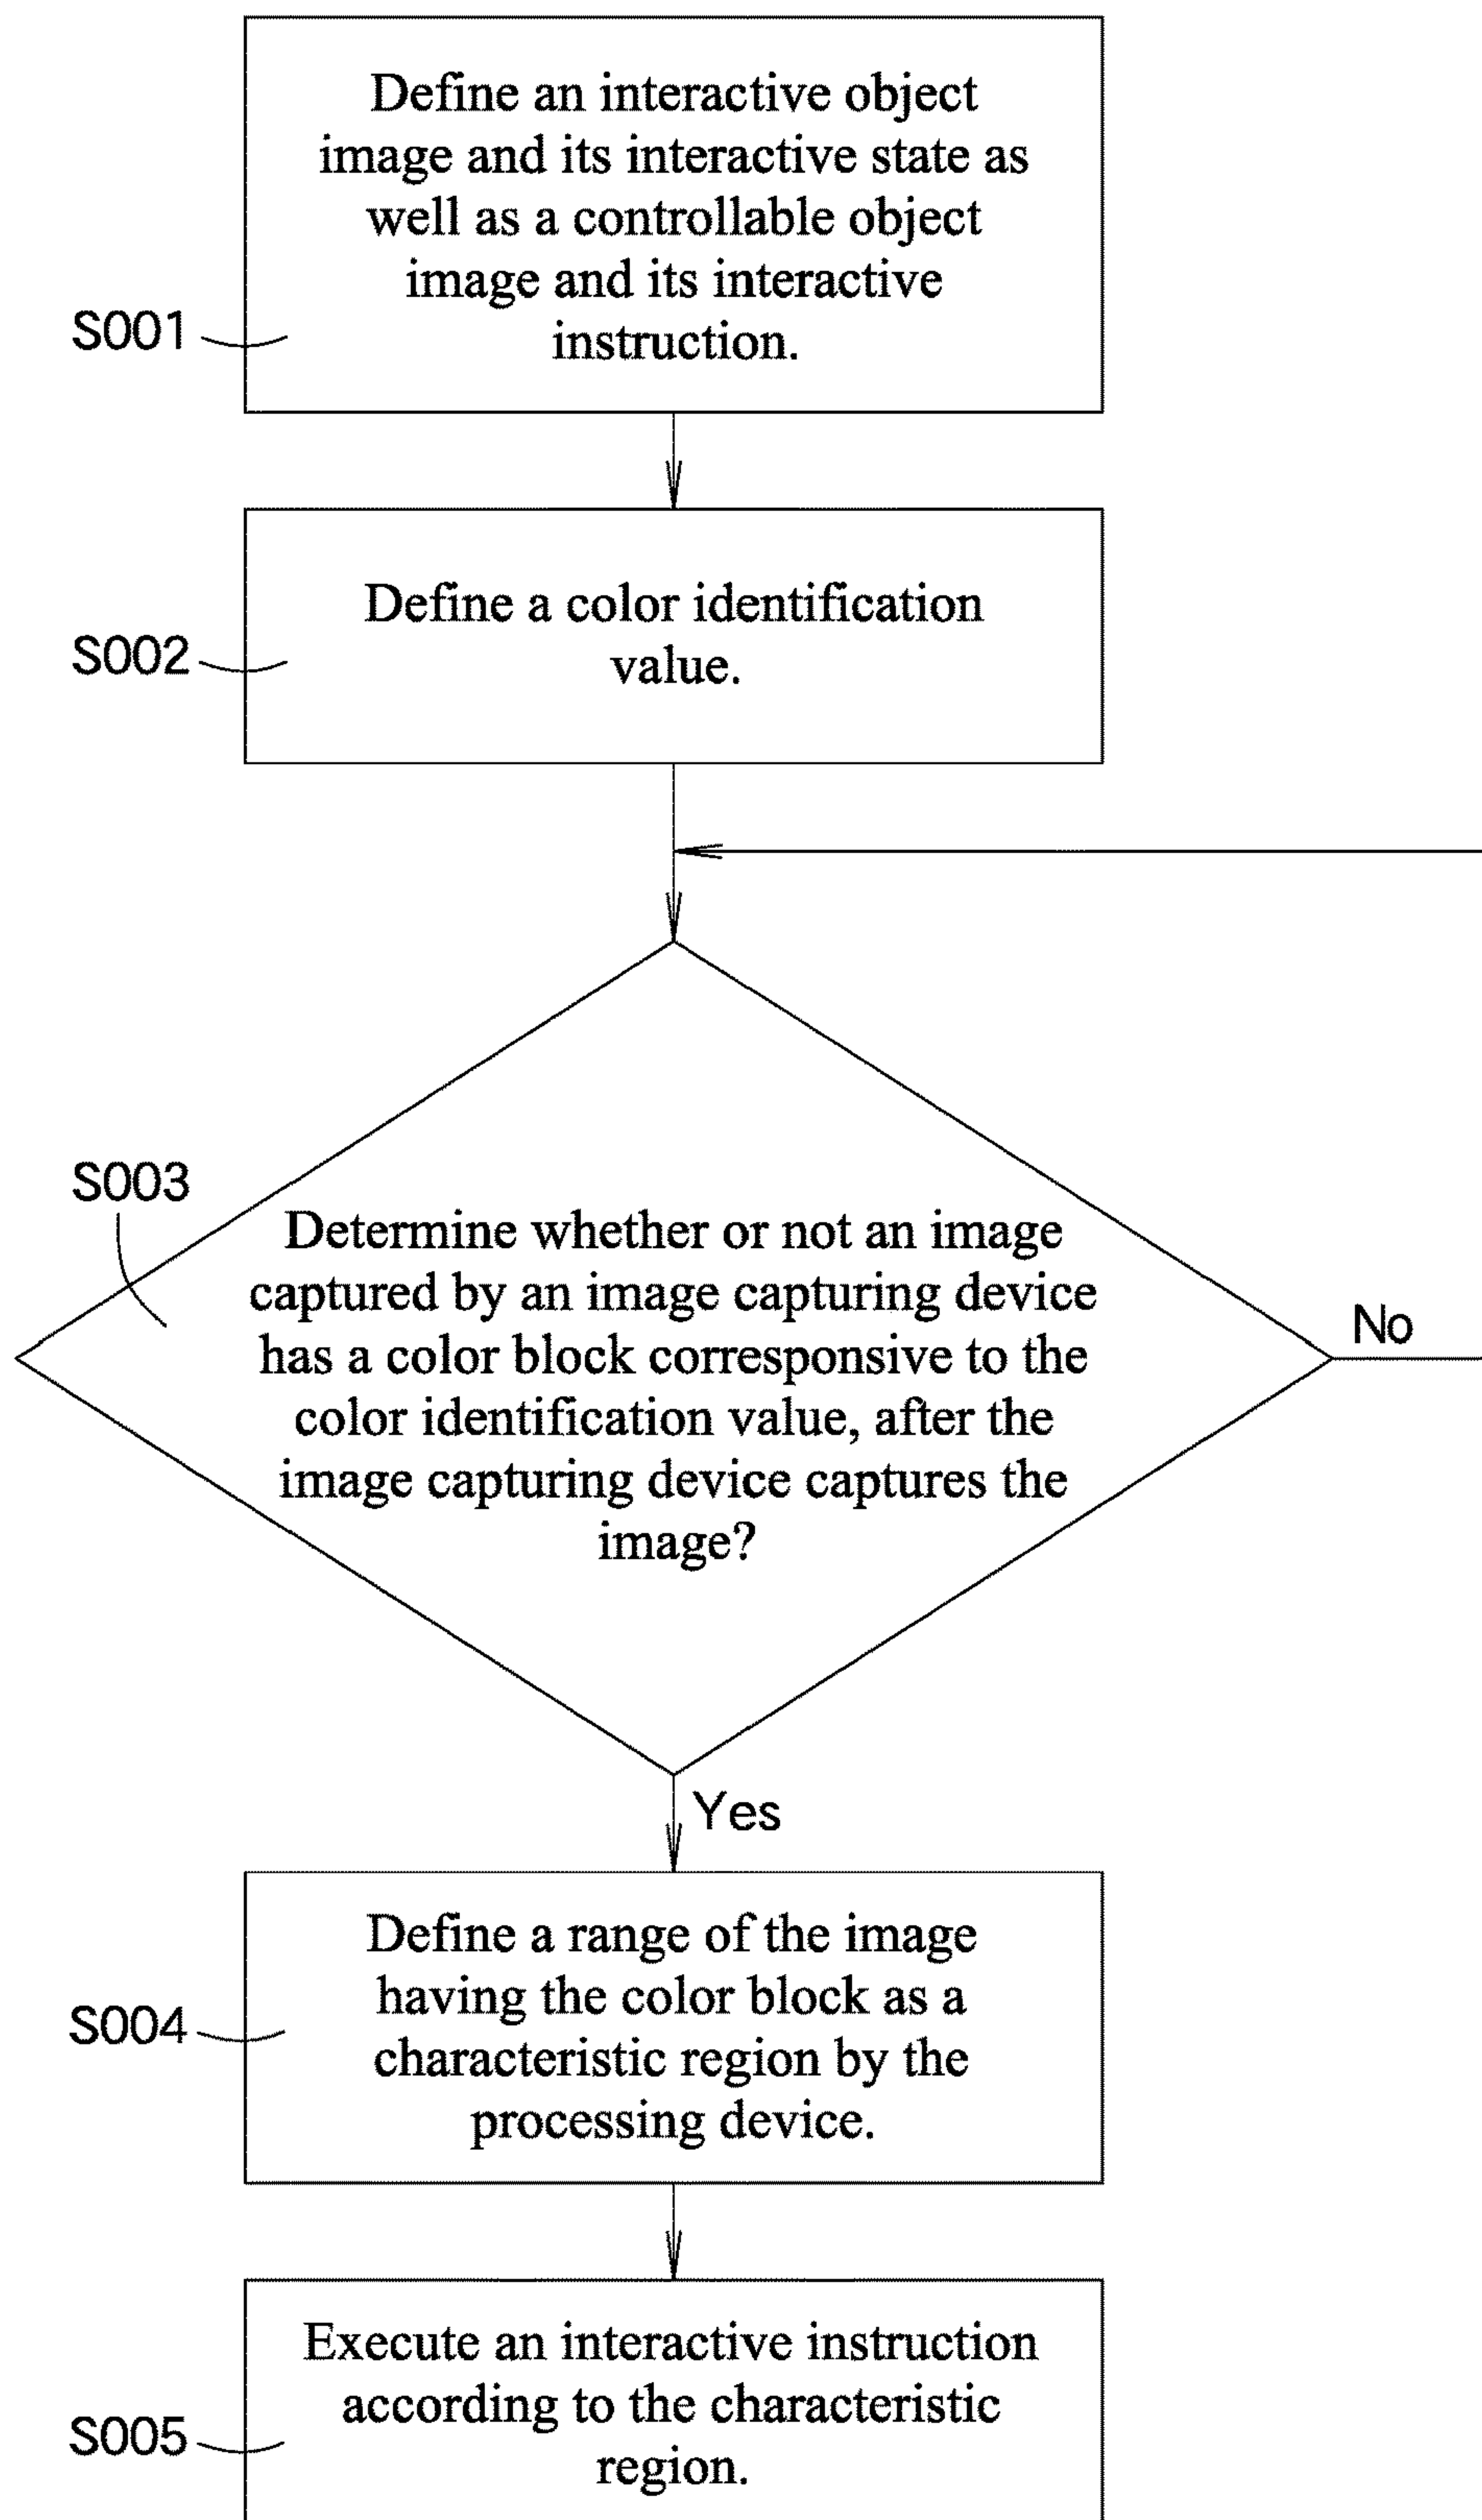 Define an interactive object
image and its interactive state as
well as a controllable object
image and its interactive
instruction.
S001
Define a color identification
value.
S002
S003
Determine whether or not an image
captured by an image capturing device
has a color block corresponsive to the
color identification value, after the
image capturing device captures the
image?
No
Yes
Define a range of the image
having the color block as a
characteristic region by the
processing device.
S004
Execute an interactive instruction
according to the characteristic
region.
S005